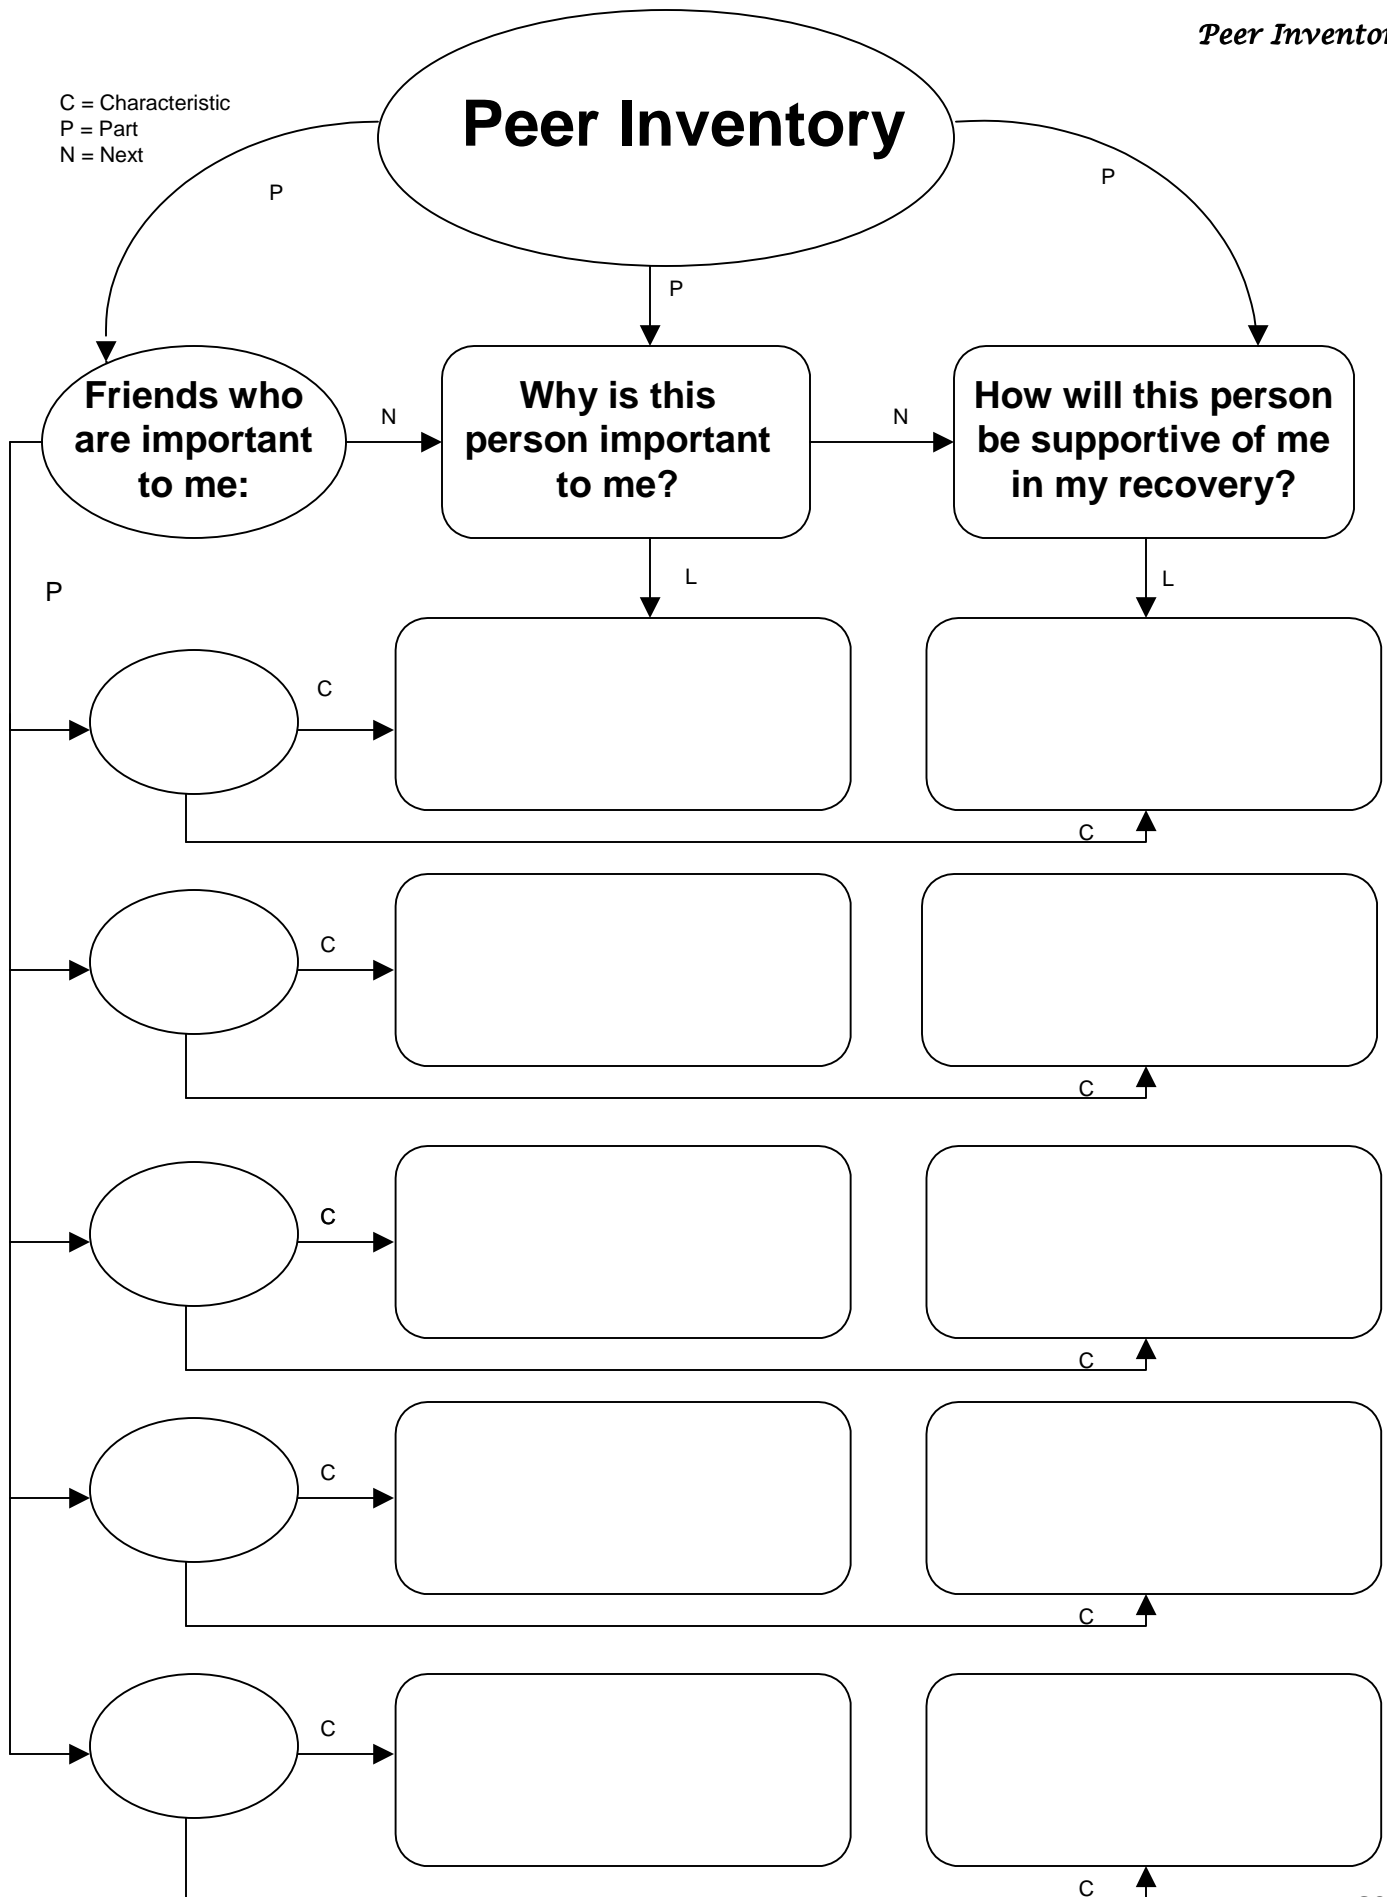 Peer Inventor
C = Characteristic
P = Part
N = Next
Peer Inventory
P
P
P
Friends who
are important
to me:
N
Why is this
person important
to me?
N
How will this person
be supportive of me
in my recovery?
P
L
L
C
C
C
C
C
C
C
C
C
C